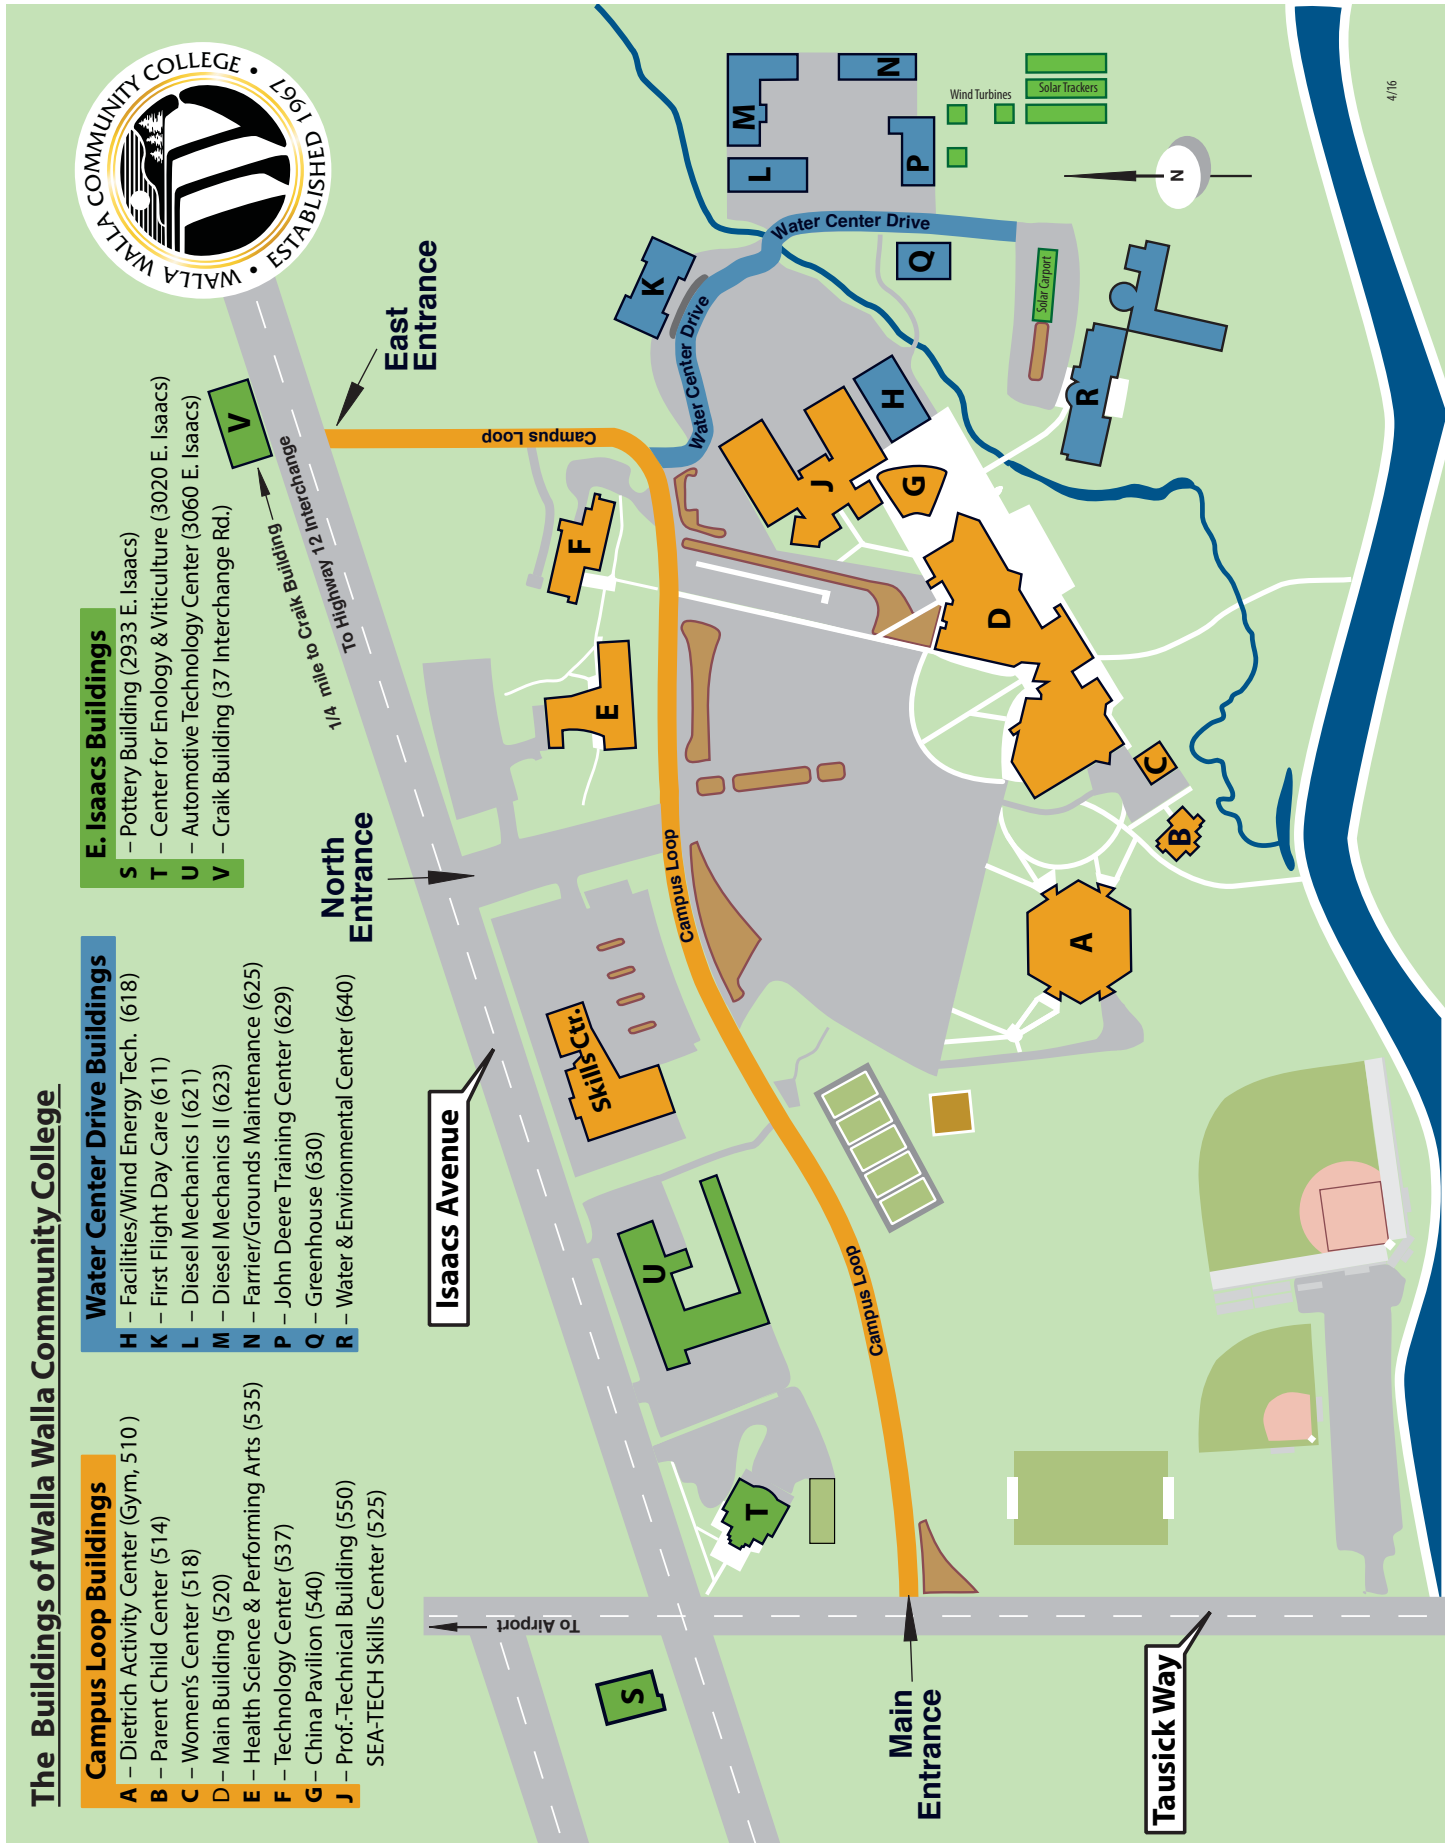 The Buildings of Walla Walla Community College
Campus Loop Buildings
A – Dietrich Activity Center (Gym, 510 )
B – Parent Child Center (514)
C – Women's Center (518)
D – Main Building (520)
E – Health Science & Performing Arts (535)
F – Technology Center (537)
G – China Pavilion (540)
J – Prof.-Technical Building (550)
SEA-TECH Skills Center (525)
Water Center Drive Buildings
H – Facilities/Wind Energy Tech. (618)
K – First Flight Day Care (611)
L – Diesel Mechanics I (621)
M – Diesel Mechanics II (623)
N – Farrier/Grounds Maintenance (625)
P – John Deere Training Center (629)
Q – Greenhouse (630)
R – Water & Environmental Center (640)
E. Isaacs Buildings
S – Pottery Building (2933 E. Isaacs)
T – Center for Enology & Viticulture (3020 E. Isaacs)
U – Automotive Technology Center (3060 E. Isaacs)
V – Craik Building (37 Interchange Rd.)
WALLA WALLA COMMUNITY COLLEGE •
ESTABLISHED 1967 •
V
1/4 mile to Craik Building
To Highway 12 Interchange
East
Entrance
North
Entrance
Isaacs Avenue
Campus Loop
Water Center Drive
K
Water Center Drive
L
M
N
P
Wind Turbines
Solar Trackers
Q
Solar Carport
N
R
H
J
G
F
E
D
C
B
A
Campus Loop
Skills Ctr.
U
Campus Loop
T
To Airport
S
Main
Entrance
Tausick Way
4/16